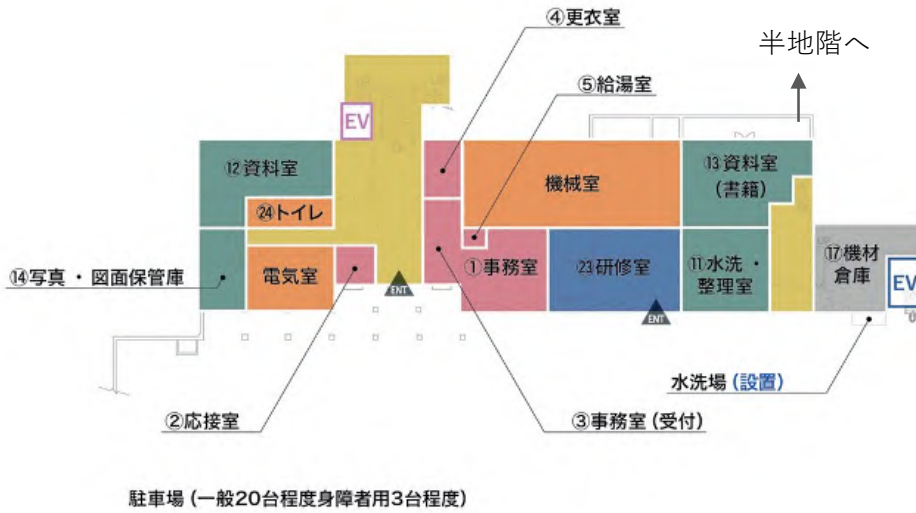 ④更衣室
半地階へ
⑤給湯室
EV
⑫資料室
機械室
⑬資料室
(書籍)
㉔トイレ
⑭写真・図面保管庫
電気室
①事務室
㉓研修室
⑪水洗・
整理室
⑰機材
倉庫
EV
ENT
ENT
水洗場(設置)
②応接室
③事務室(受付)
駐車場(一般20台程度身障者用3台程度)